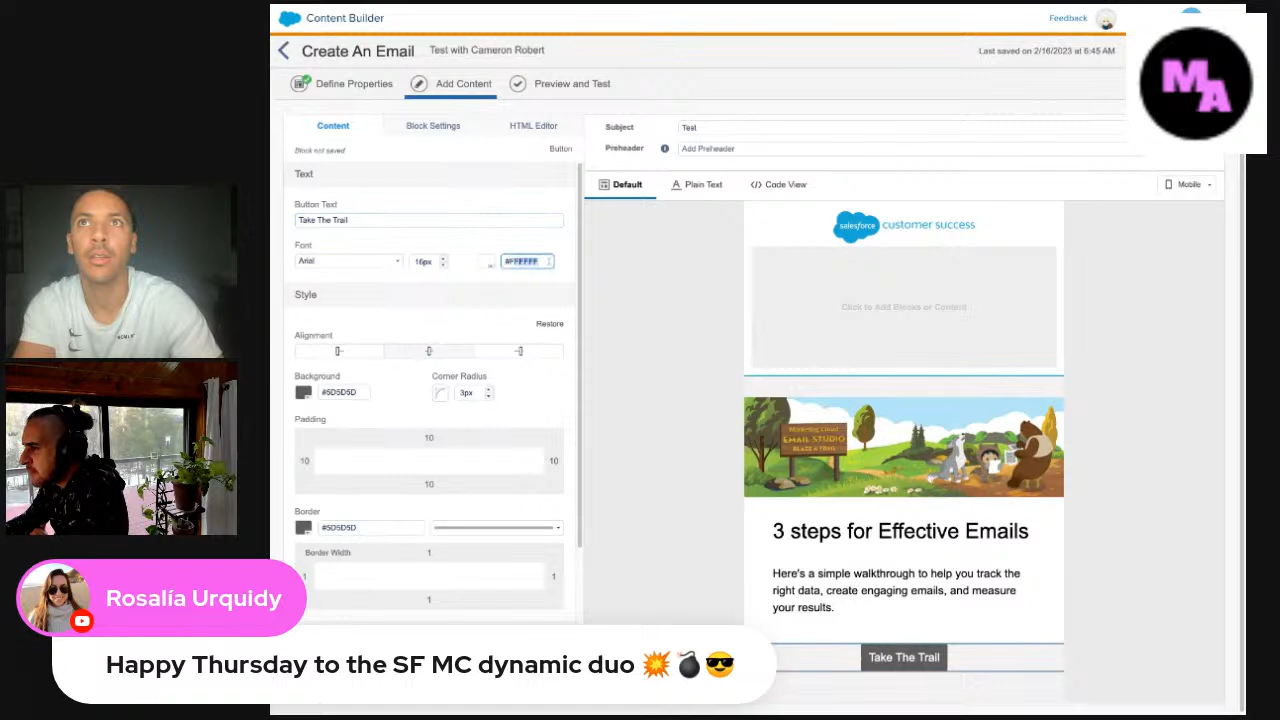 Content Builder
Feedback
Create An Email
Test with Cameron Robert
Last saved on 2/16/2023 at 6:45 AM
Define Properties
Add Content
Preview and Test
MA
Content
Block Settings
HTML Editor
Block not saved
Button
Subject
Test
Preheader
Add Preheader
Text
Default
Plain Text
</> Code View
Mobile
Button Text
Take The Trail
Font
Arial
16px
#FFFFFF
Style
Restore
Alignment
Background
Corner Radius
#5D5D5D
3px
Padding
10
10
10
10
Border
#5D5D5D
Border Width
1
1
1
1
salesforce customer success
Click to Add Blocks or Content
Marketing Cloud
EMAIL STUDIO
BLAZE A TRAIL
3 steps for Effective Emails
Here's a simple walkthrough to help you track the
right data, create engaging emails, and measure
your results.
Take The Trail
Rosalía Urquidy
Happy Thursday to the SF MC dynamic duo 💥💣😎